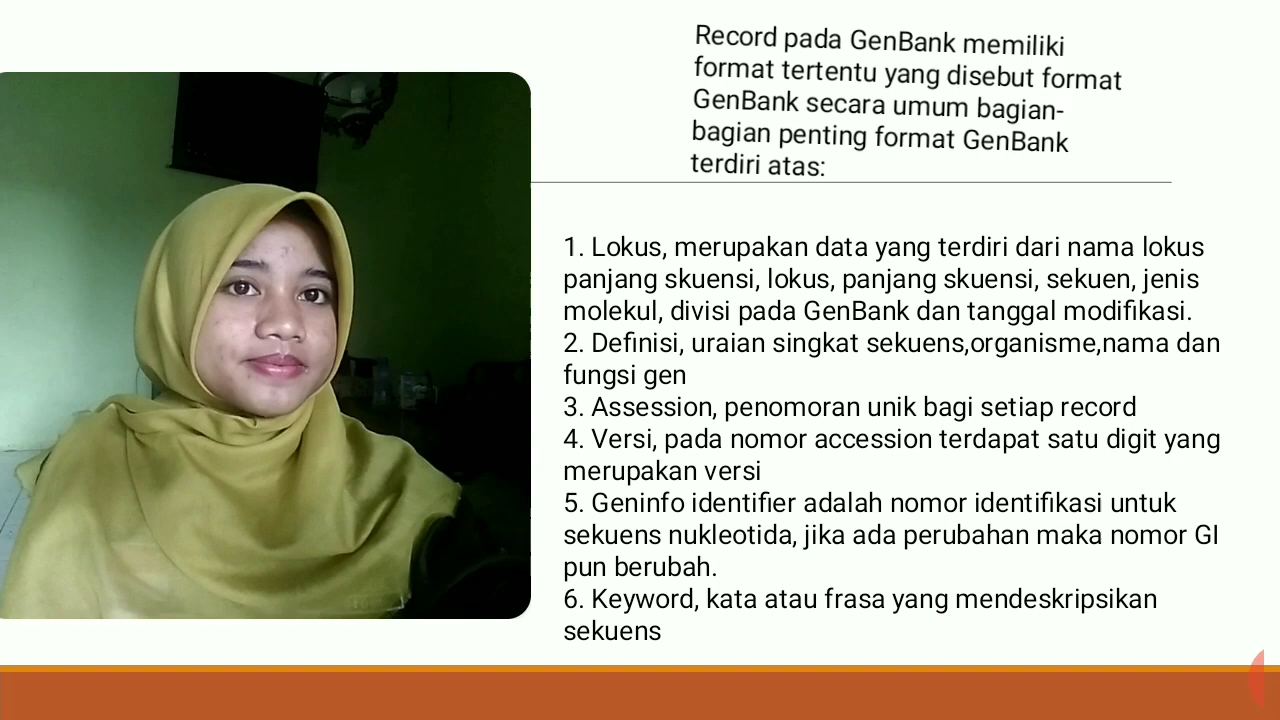 Record pada GenBank memiliki
format tertentu yang disebut format
GenBank secara umum bagian-
bagian penting format GenBank
terdiri atas:
1. Lokus, merupakan data yang terdiri dari nama lokus
panjang skuensi, lokus, panjang skuensi, sekuen, jenis
molekul, divisi pada GenBank dan tanggal modifikasi.
2. Definisi, uraian singkat sekuens,organisme,nama dan
fungsi gen
3. Assession, penomoran unik bagi setiap record
4. Versi, pada nomor accession terdapat satu digit yang
merupakan versi
5. Geninfo identifier adalah nomor identifikasi untuk
sekuens nukleotida, jika ada perubahan maka nomor GI
pun berubah.
6. Keyword, kata atau frasa yang mendeskripsikan
sekuens